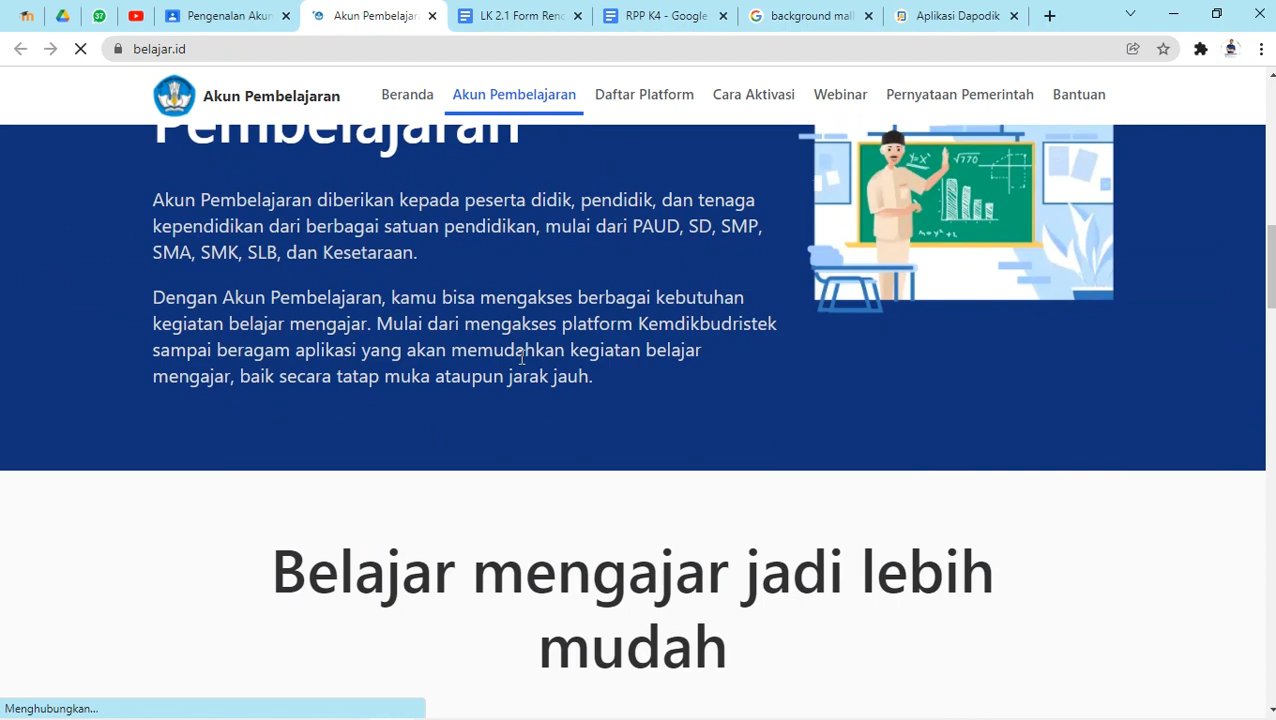 Pengenalan Akun
Akun Pembelajaran
LK 2.1 Form Renc
RPP K4 - Google
background mall
Aplikasi Dapodik
37
belajar.id
Akun Pembelajaran
Beranda
Akun Pembelajaran
Daftar Platform
Cara Aktivasi
Webinar
Pernyataan Pemerintah
Bantuan
Pembelajaran
Akun Pembelajaran diberikan kepada peserta didik, pendidik, dan tenaga
kependidikan dari berbagai satuan pendidikan, mulai dari PAUD, SD, SMP,
SMA, SMK, SLB, dan Kesetaraan.
Dengan Akun Pembelajaran, kamu bisa mengakses berbagai kebutuhan
kegiatan belajar mengajar. Mulai dari mengakses platform Kemdikbudristek
sampai beragam aplikasi yang akan memudahkan kegiatan belajar
mengajar, baik secara tatap muka ataupun jarak jauh.
Belajar mengajar jadi lebih
mudah
Menghubungkan...